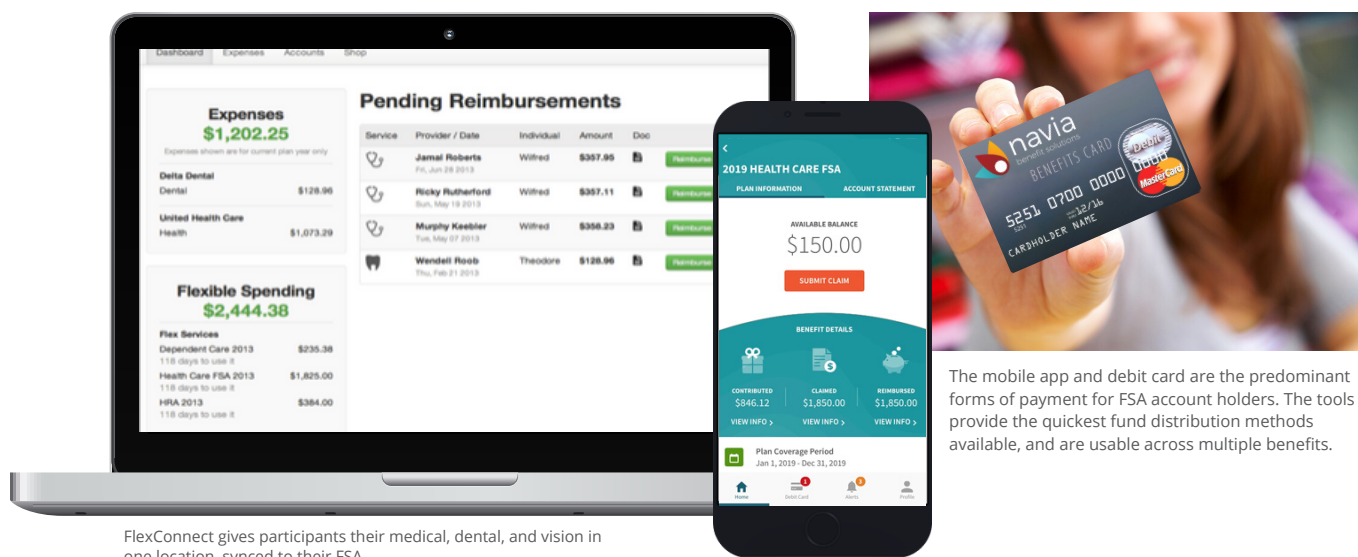 Dashboard Expenses Accounts Shop
Expenses
$1,202.25
Expenses shown are for current plan year only
Delta Dental
Dental $128.96
United Health Care
Health $1,073.29
Flexible Spending
$2,444.38
Flex Services
Dependent Care 2013 $235.38
118 days to use it
Health Care FSA 2013 $1,825.00
118 days to use it
HRA 2013 $384.00
118 days to use it
Pending Reimbursements
Service Provider / Date Individual Amount Doc
Jamal Roberts Wilfred $357.95 Reimburse
Fri, Jun 28 2013
Ricky Rutherford Wilfred $357.11 Reimburse
Sun, May 19 2013
Murphy Keebler Wilfred $358.23 Reimburse
Tue, May 07 2013
Wendell Roob Theodore $128.96 Reimburse
Thu, Feb 21 2013
2019 HEALTH CARE FSA
PLAN INFORMATION ACCOUNT STATEMENT
AVAILABLE BALANCE
$150.00
SUBMIT CLAIM
BENEFIT DETAILS
CONTRIBUTED CLAIMED REIMBURSED
$846.12 $1,850.00 $1,850.00
VIEW INFO > VIEW INFO > VIEW INFO >
Plan Coverage Period
Jan 1, 2019 - Dec 31, 2019
Home Debit Card Alerts Profile
navia
benefit solutions
BENEFITS CARD
Debit
MasterCard
5251 0700 0000 0000
5251
12/16
CARDHOLDER NAME
The mobile app and debit card are the predominant
forms of payment for FSA account holders. The tools
provide the quickest fund distribution methods
available, and are usable across multiple benefits.
FlexConnect gives participants their medical, dental, and vision in
one location, synced to their FSA